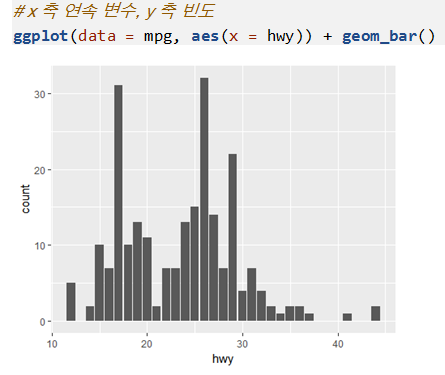 # x 축 연속 변수, y 축 빈도
ggplot(data = mpg, aes(x = hwy)) + geom_bar()
30
20
10
0
count
10 20 30 40
hwy